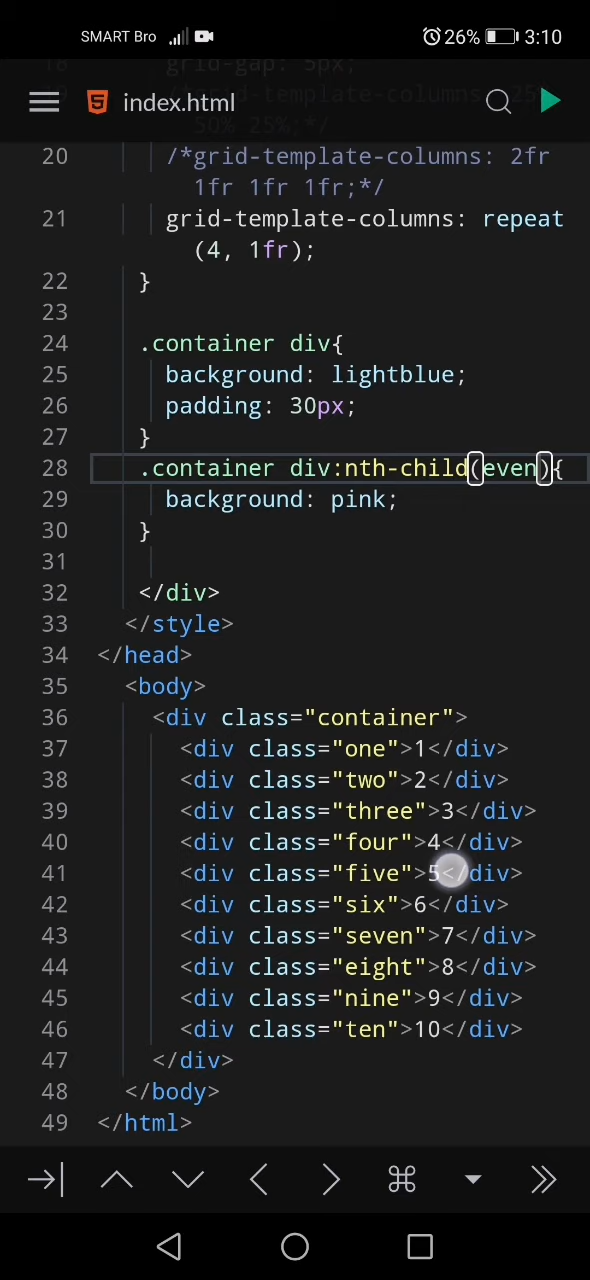 SMART Bro 26% 3:10
18 grid-gap: 5px;
index.html
50% 25%;*/
20 /*grid-template-columns: 2fr
1fr 1fr 1fr;*/
21 grid-template-columns: repeat
(4, 1fr);
22 }
23
24 .container div{
25 background: lightblue;
26 padding: 30px;
27 }
28 .container div:nth-child(even){
29 background: pink;
30 }
31
32 </div>
33 </style>
34 </head>
35 <body>
36 <div class="container">
37 <div class="one">1</div>
38 <div class="two">2</div>
39 <div class="three">3</div>
40 <div class="four">4</div>
41 <div class="five">5</div>
42 <div class="six">6</div>
43 <div class="seven">7</div>
44 <div class="eight">8</div>
45 <div class="nine">9</div>
46 <div class="ten">10</div>
47 </div>
48 </body>
49 </html>